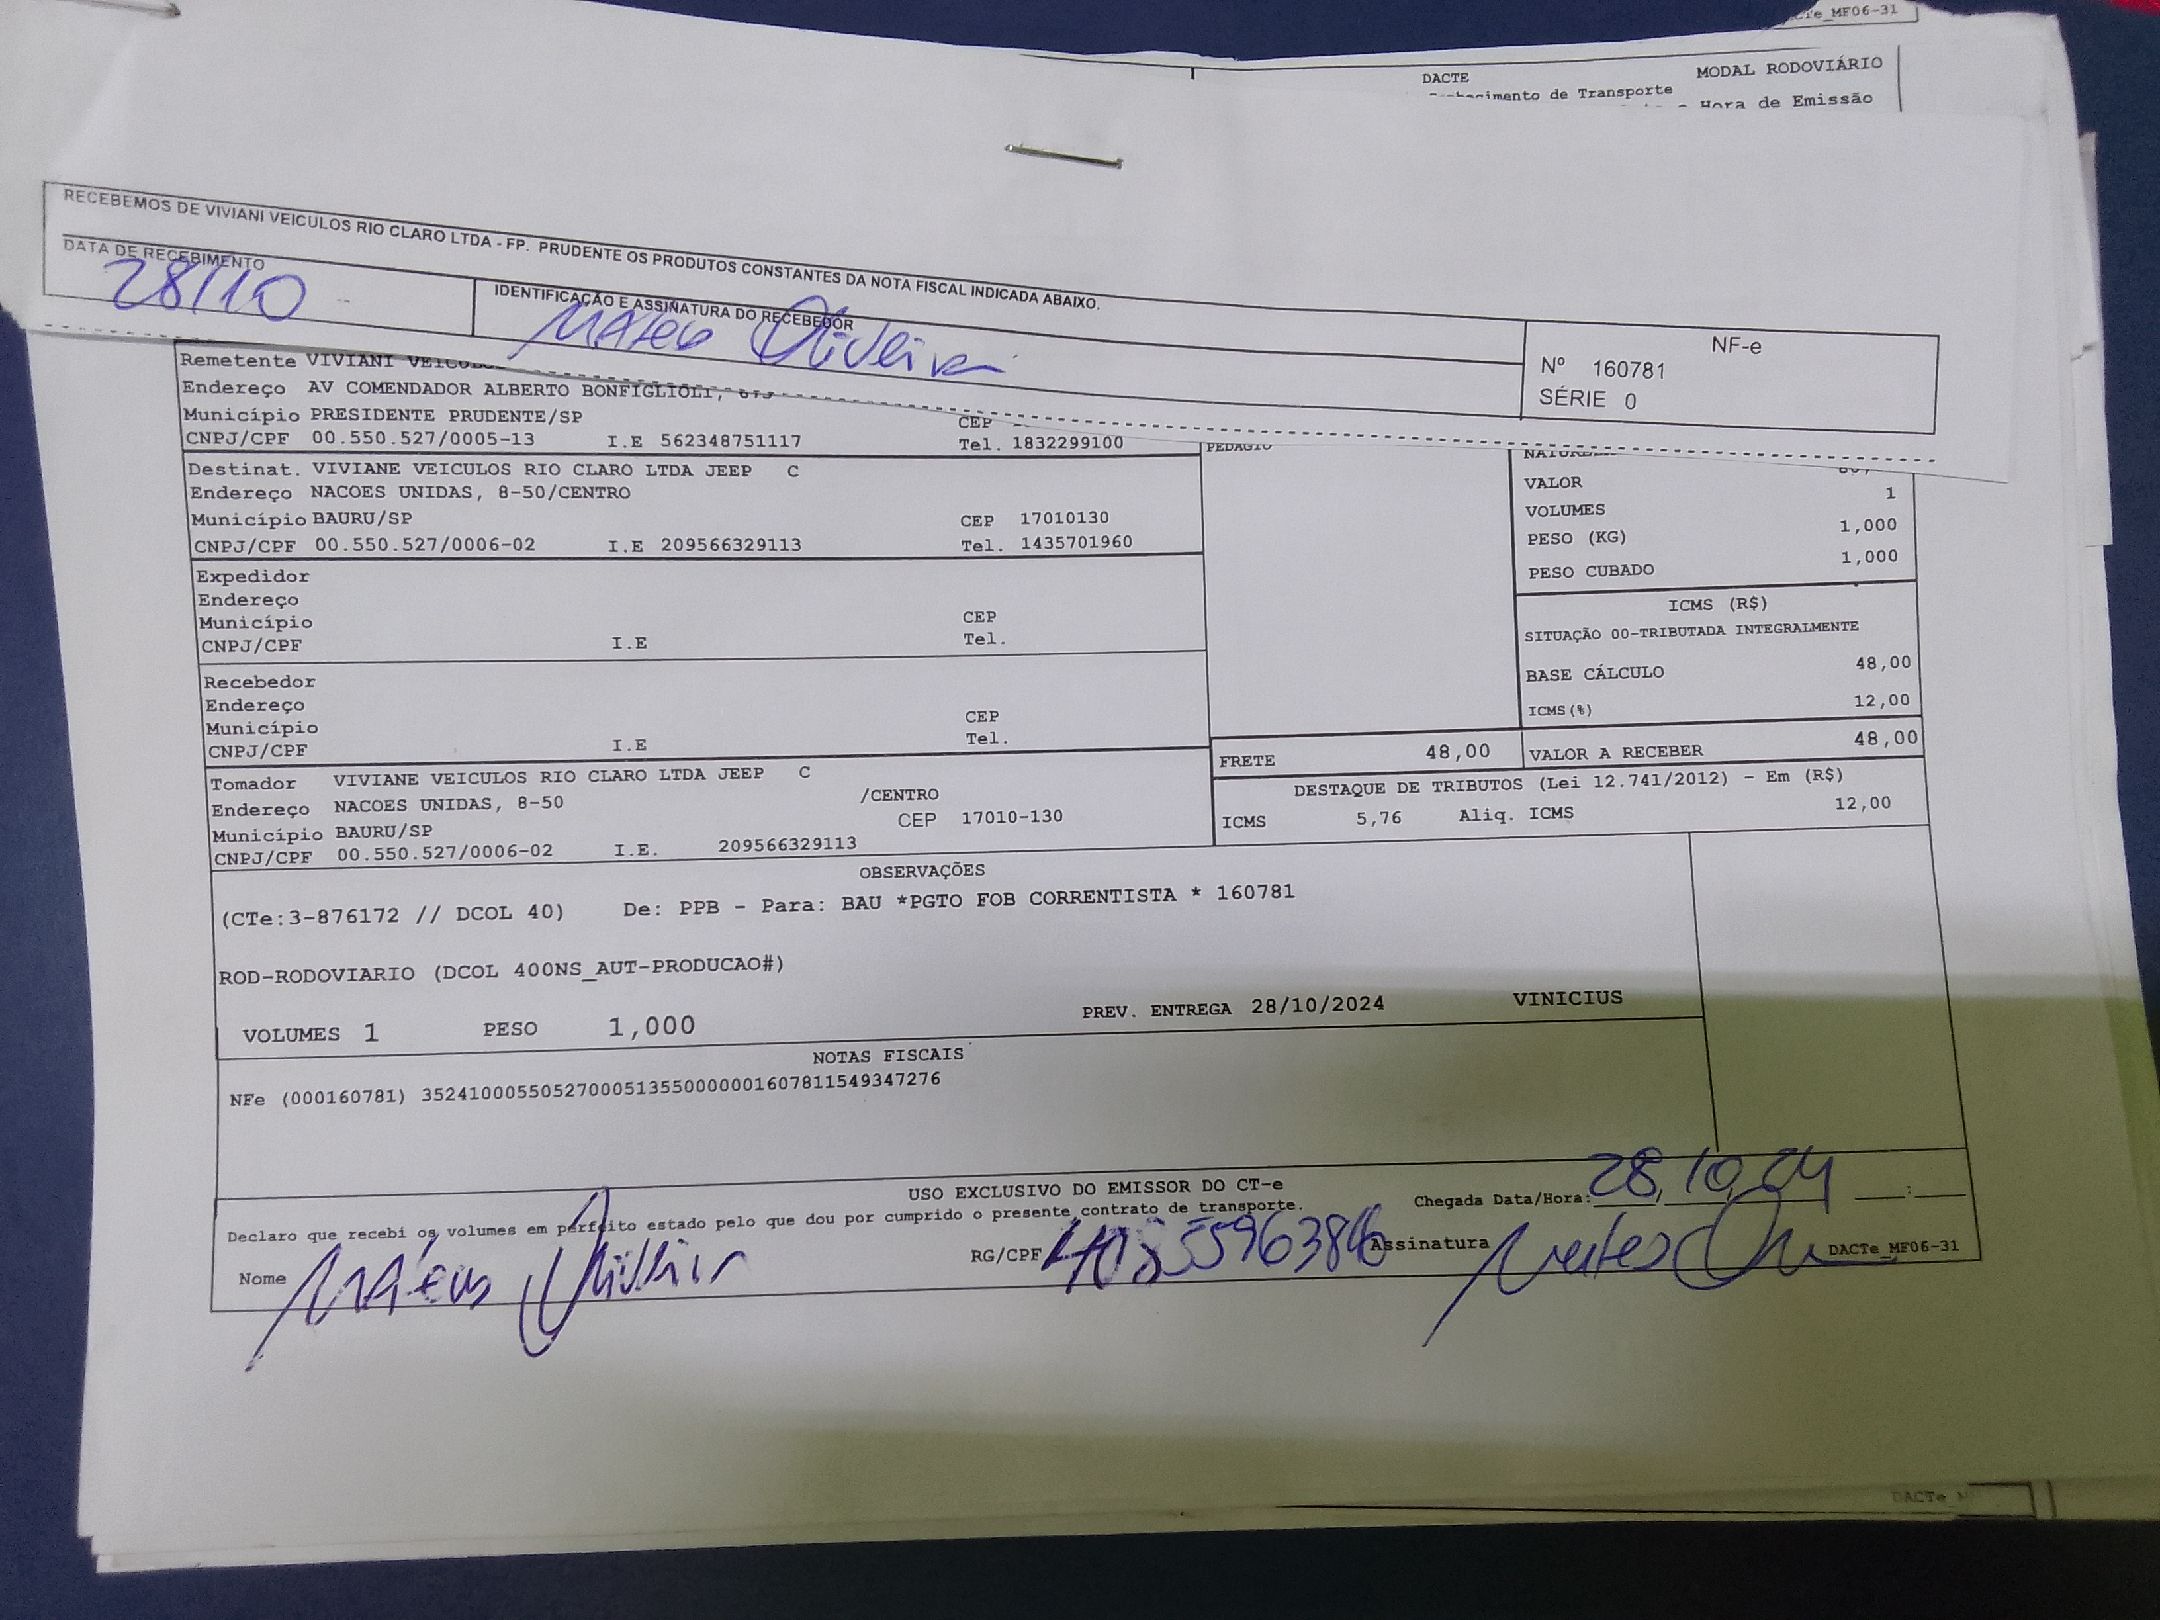 MF06-31
DACTE
MODAL RODOVIÁRIO
de Transporte
Hora de Emissão
RECEBEMOS DE VIVIANI VEICULOS RIO CLARO LTDA - FP. PRUDENTE OS PRODUTOS CONSTANTES DA NOTA FISCAL INDICADA ABAIXO.
DATA DE RECEBIMENTO
28/10
IDENTIFICAÇÃO E ASSINATURA DO RECEBEDOR
Mateus Oliveira
NF-e
Nº 160781
SÉRIE 0
Remetente VIVIANI
Endereço AV COMENDADOR ALBERTO BONFIGLIOLI,
Município PRESIDENTE PRUDENTE/SP
CEP
CNPJ/CPF 00.550.527/0005-13 I.E 562348751117 Tel. 1832299100
Destinat. VIVIANE VEICULOS RIO CLARO LTDA JEEP C
Endereço NACOES UNIDAS, 8-50/CENTRO
Município BAURU/SP CEP 17010130
CNPJ/CPF 00.550.527/0006-02 I.E 209566329113 Tel. 1435701960
Expedidor
Endereço
Município CEP
CNPJ/CPF I.E Tel.
Recebedor
Endereço
Município CEP
CNPJ/CPF I.E Tel.
Tomador VIVIANE VEICULOS RIO CLARO LTDA JEEP C
Endereço NACOES UNIDAS, 8-50 /CENTRO
Município BAURU/SP CEP 17010-130
CNPJ/CPF 00.550.527/0006-02 I.E. 209566329113
PEDAGIO
VALOR
VOLUMES 1
PESO (KG) 1,000
PESO CUBADO 1,000
ICMS (R$)
SITUAÇÃO 00-TRIBUTADA INTEGRALMENTE
BASE CÁLCULO 48,00
ICMS(%) 12,00
FRETE 48,00 VALOR A RECEBER 48,00
DESTAQUE DE TRIBUTOS (Lei 12.741/2012) - Em (R$)
ICMS 5,76 Aliq. ICMS 12,00
OBSERVAÇÕES
(CTe:3-876172 // DCOL 40) De: PPB - Para: BAU *PGTO FOB CORRENTISTA * 160781
ROD-RODOVIARIO (DCOL 400NS_AUT-PRODUCAO#)
VOLUMES 1 PESO 1,000 PREV. ENTREGA 28/10/2024 VINICIUS
NOTAS FISCAIS
NFe (000160781) 35241000550527000513550000001607811549347276
USO EXCLUSIVO DO EMISSOR DO CT-e
Declaro que recebi os volumes em perfeito estado pelo que dou por cumprido o presente contrato de transporte.
Chegada Data/Hora: 28,10,24 :
Nome Mateus Oliveira RG/CPF Assinatura
DACTe_MF06-31
DACTe